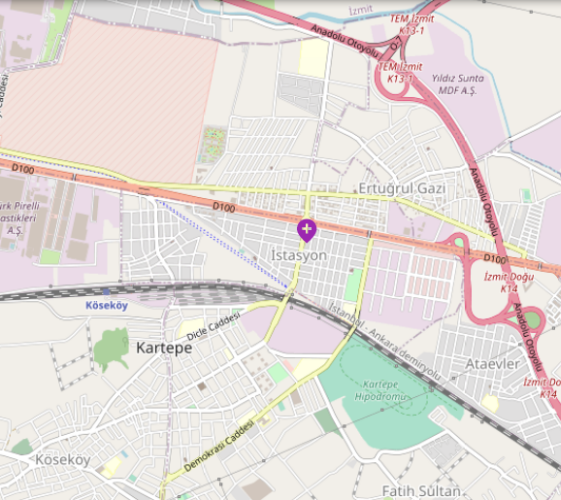 İzmit
TEM İzmit
K13-1
Anadolu Otoyolu
O-7
TEM İzmit
K13-1
Yıldız Sunta
MDF A.Ş.
Caddesi
D100
Ertuğrul Gazi
Anadolu Otoyolu
D100
Türk Pirelli
Lastikleri
A.Ş.
D100
İstasyon
İzmit Doğu
K14
Köseköy
Dicle Caddesi
İstanbul - Ankara demiryolu
Anadolu Otoyolu
Kartepe
Ataevler
Kartepe
Hipodromu
İzmit Do
K14
Demokrasi Caddesi
Köseköy
Fatih Sultan